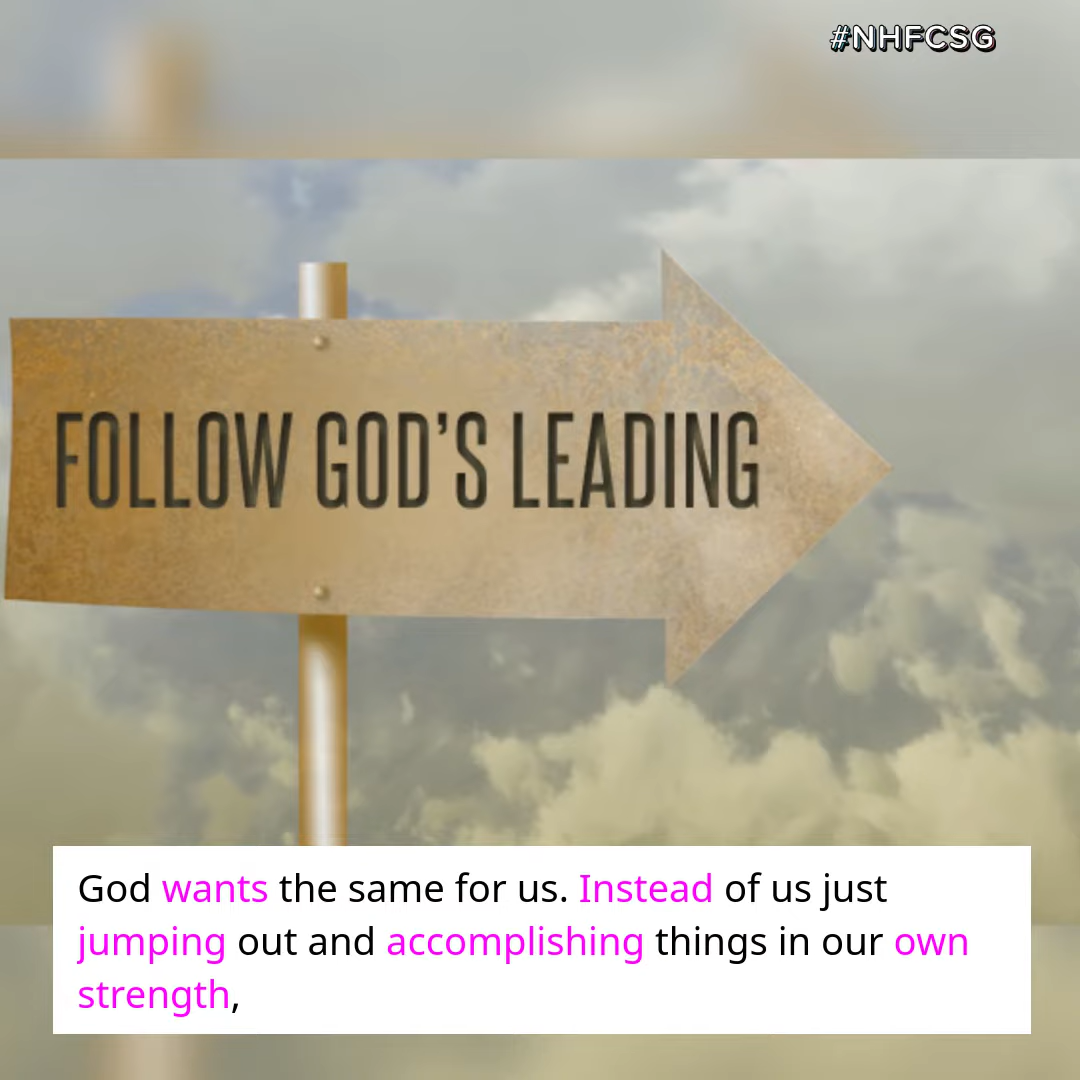 #NHFCSG
FOLLOW GOD'S LEADING
God wants the same for us. Instead of us just
jumping out and accomplishing things in our own
strength,